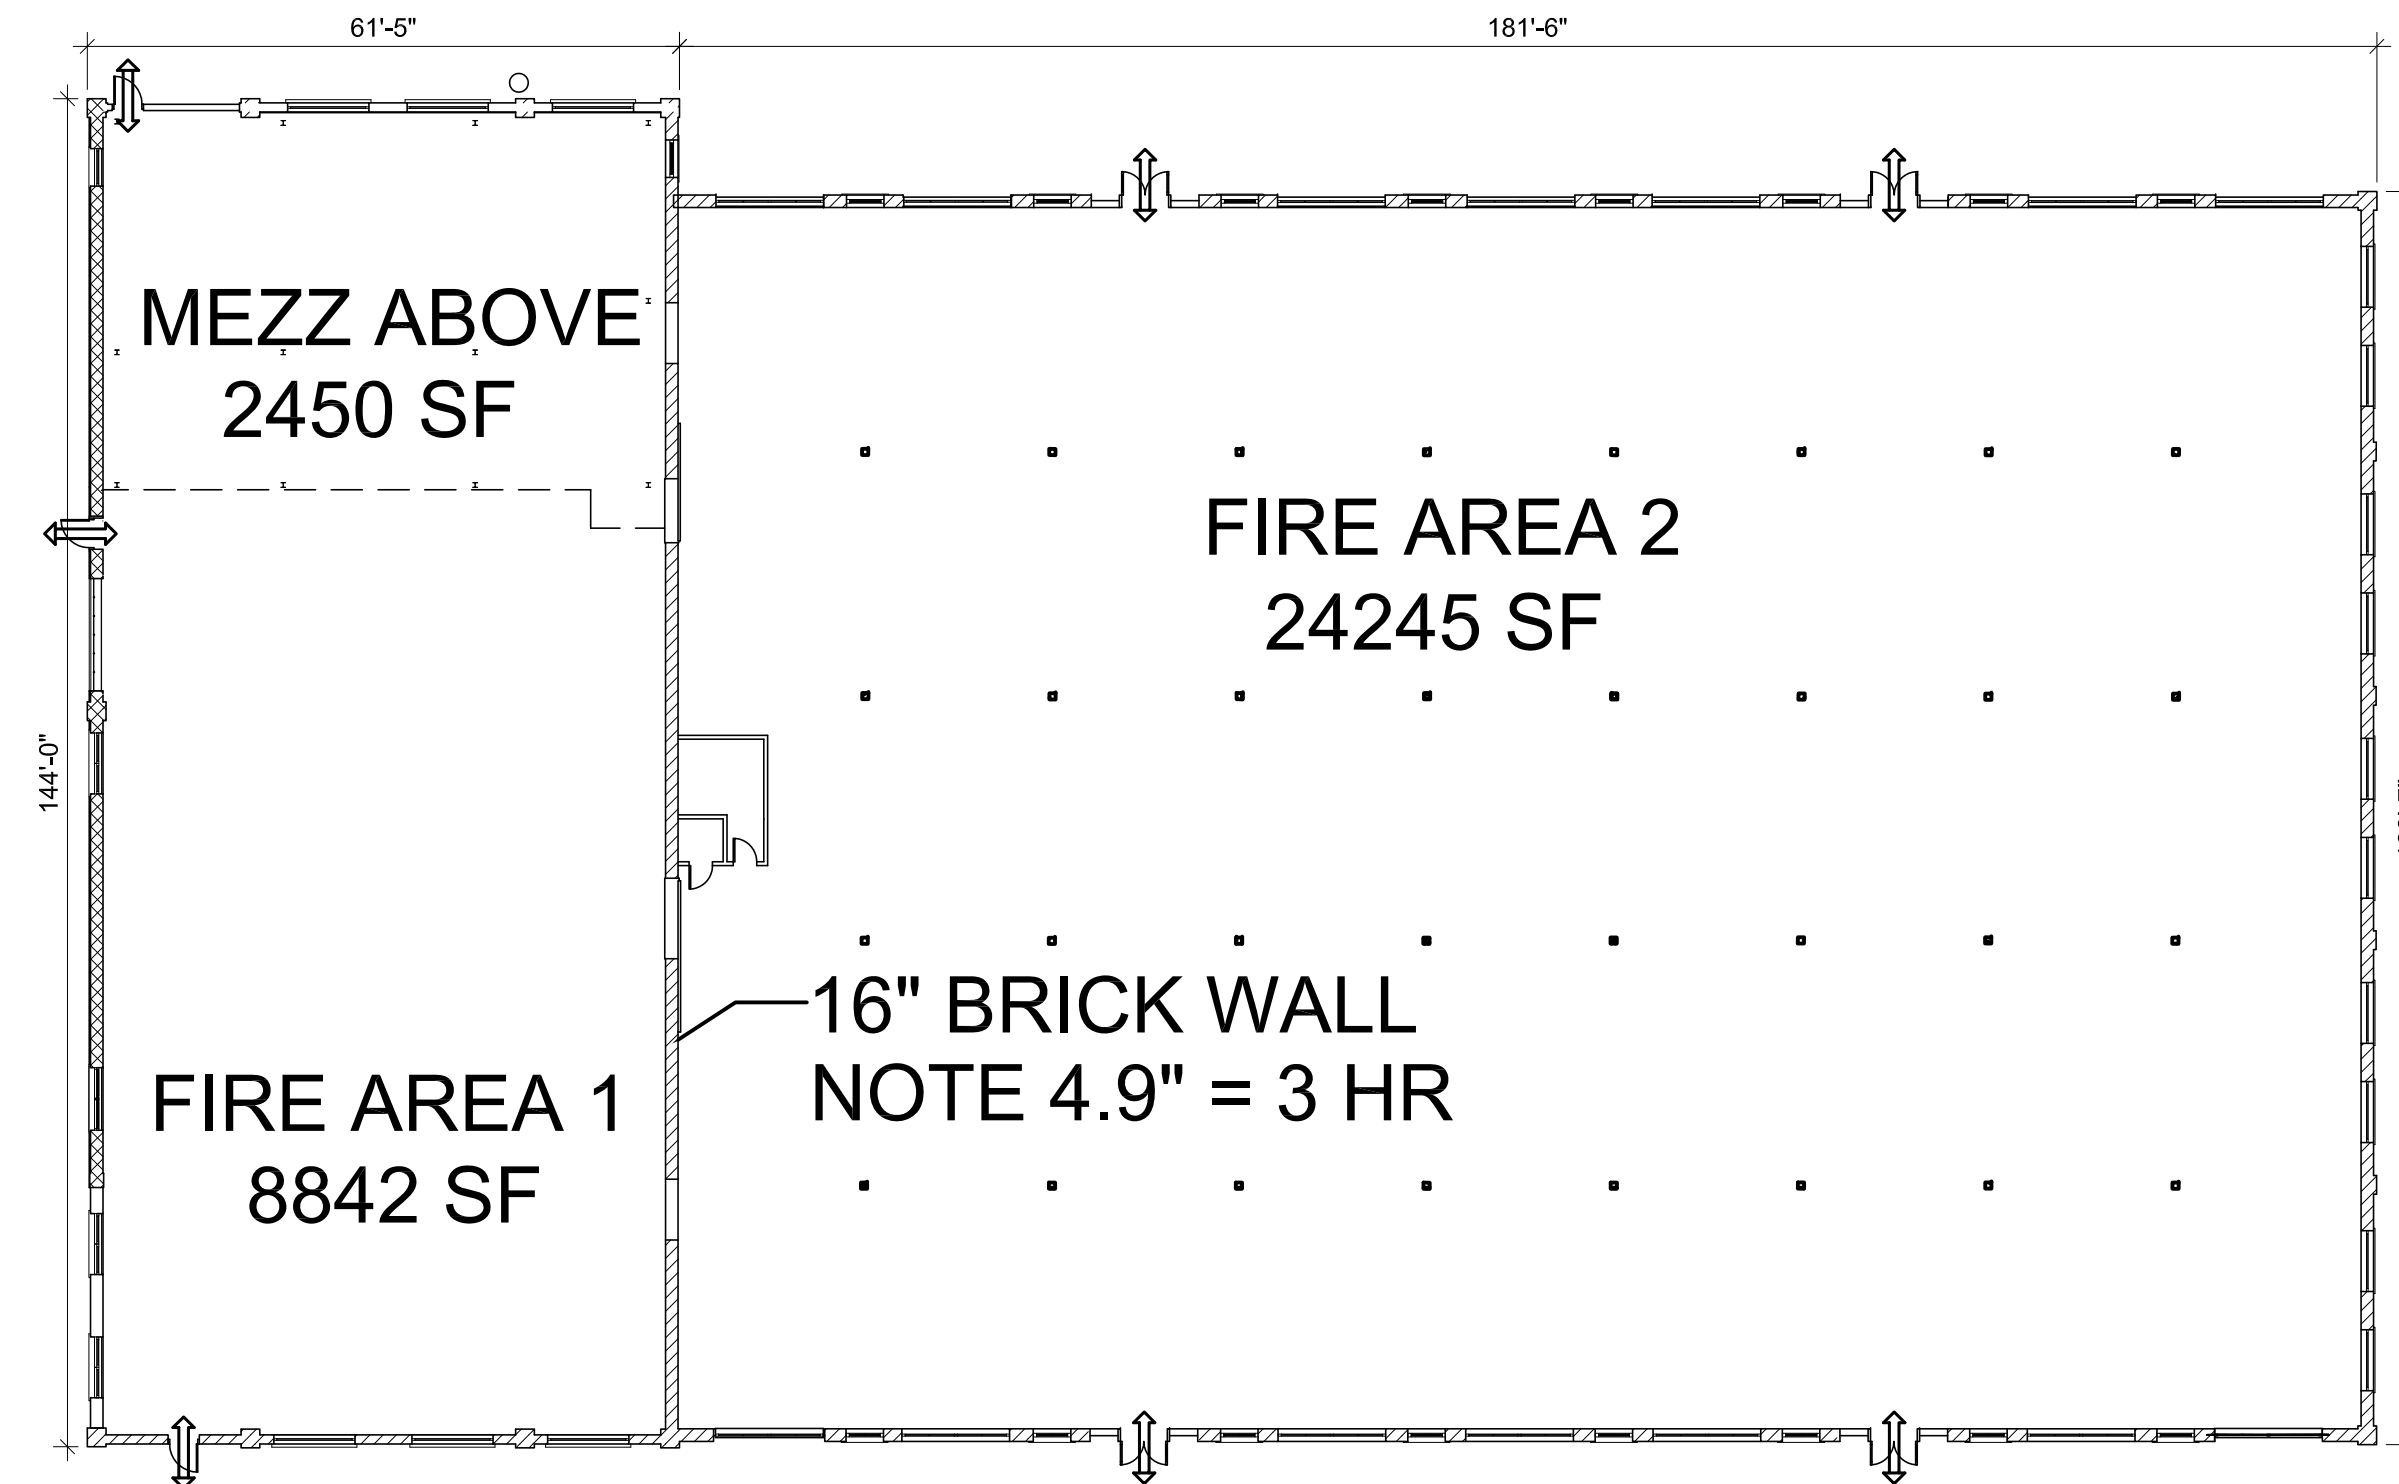 61'-5"
181'-6"
MEZZ ABOVE
2450 SF
FIRE AREA 2
24245 SF
144'-0"
16" BRICK WALL
NOTE 4.9" = 3 HR
FIRE AREA 1
8842 SF